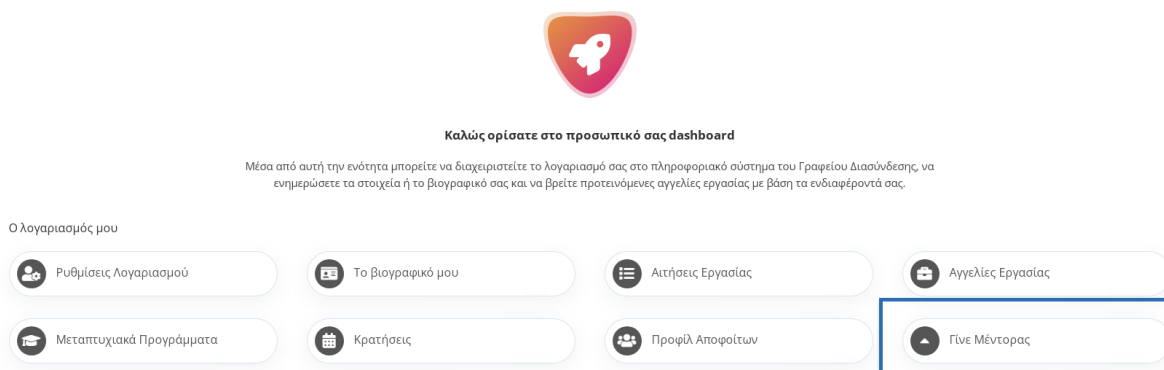 Καλώς ορίσατε στο προσωπικό σας dashboard
Μέσα από αυτή την ενότητα μπορείτε να διαχειριστείτε το λογαριασμό σας στο πληροφοριακό σύστημα του Γραφείου Διασύνδεσης, να
ενημερώσετε τα στοιχεία ή το βιογραφικό σας και να βρείτε προτεινόμενες αγγελίες εργασίας με βάση τα ενδιαφέροντά σας.
Ο λογαριασμός μου
Ρυθμίσεις Λογαριασμού
Το βιογραφικό μου
Αιτήσεις Εργασίας
Αγγελίες Εργασίας
Μεταπτυχιακά Προγράμματα
Κρατήσεις
Προφίλ Αποφοίτων
Γίνε Μέντορας